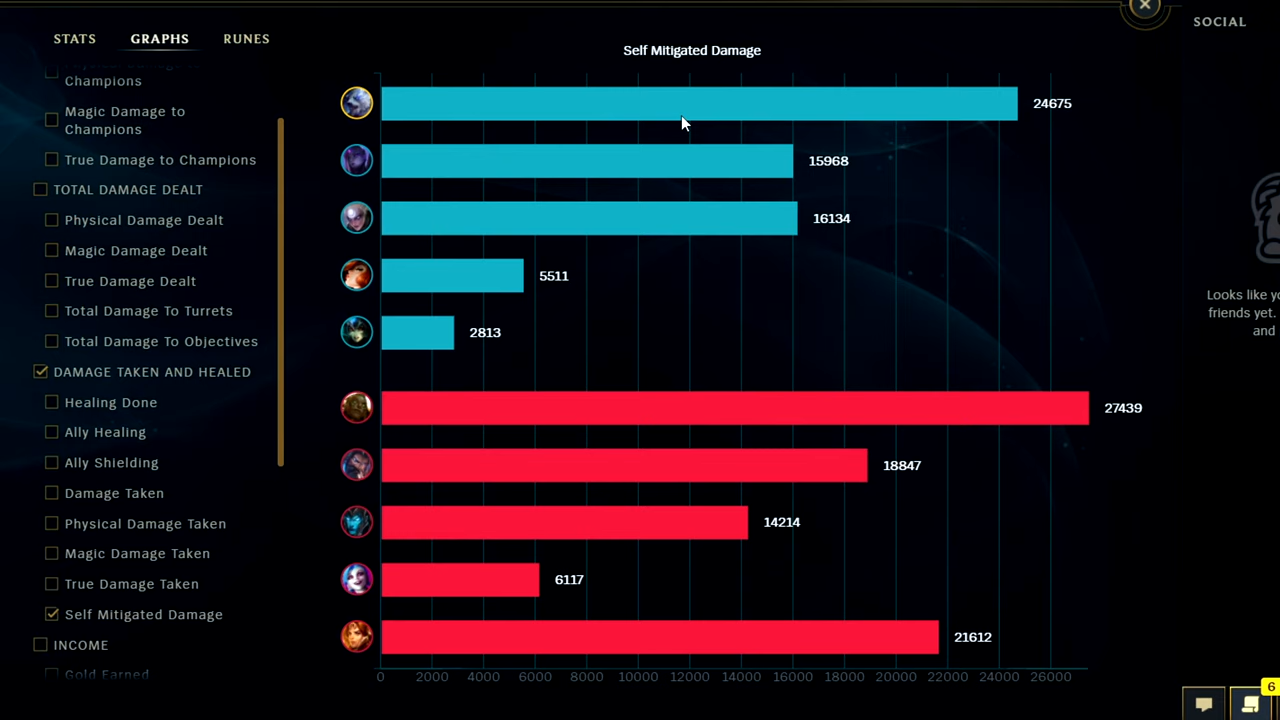 STATS
GRAPHS
RUNES
SOCIAL
Self Mitigated Damage
Champions
Magic Damage to
Champions
True Damage to Champions
TOTAL DAMAGE DEALT
Physical Damage Dealt
Magic Damage Dealt
True Damage Dealt
Total Damage To Turrets
Total Damage To Objectives
DAMAGE TAKEN AND HEALED
Healing Done
Ally Healing
Ally Shielding
Damage Taken
Physical Damage Taken
Magic Damage Taken
True Damage Taken
Self Mitigated Damage
INCOME
Gold Earned
24675
15968
16134
5511
2813
27439
18847
14214
6117
21612
0 2000 4000 6000 8000 10000 12000 14000 16000 18000 20000 22000 24000 26000
Looks like yo
friends yet.
and
6